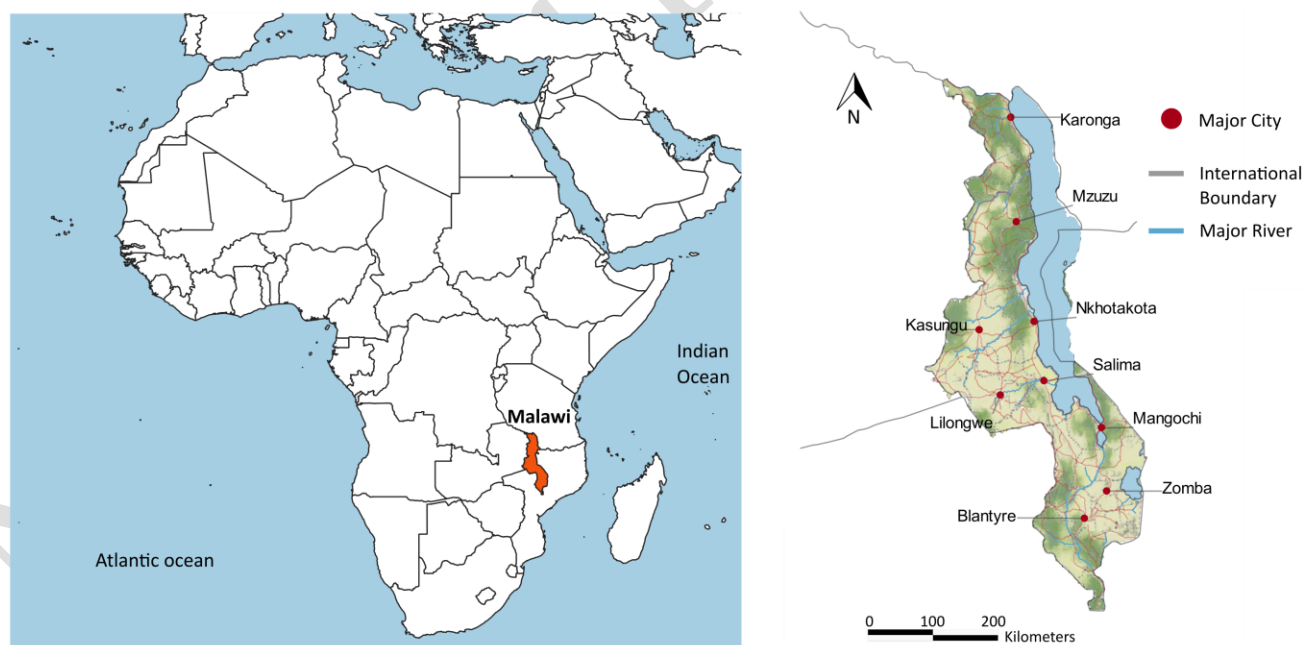 Malawi
Indian
Ocean
Atlantic ocean
N
Karonga
Mzuzu
Nkhotakota
Kasungu
Salima
Lilongwe
Mangochi
Zomba
Blantyre
Major City
International
Boundary
Major River
0 100 200
Kilometers